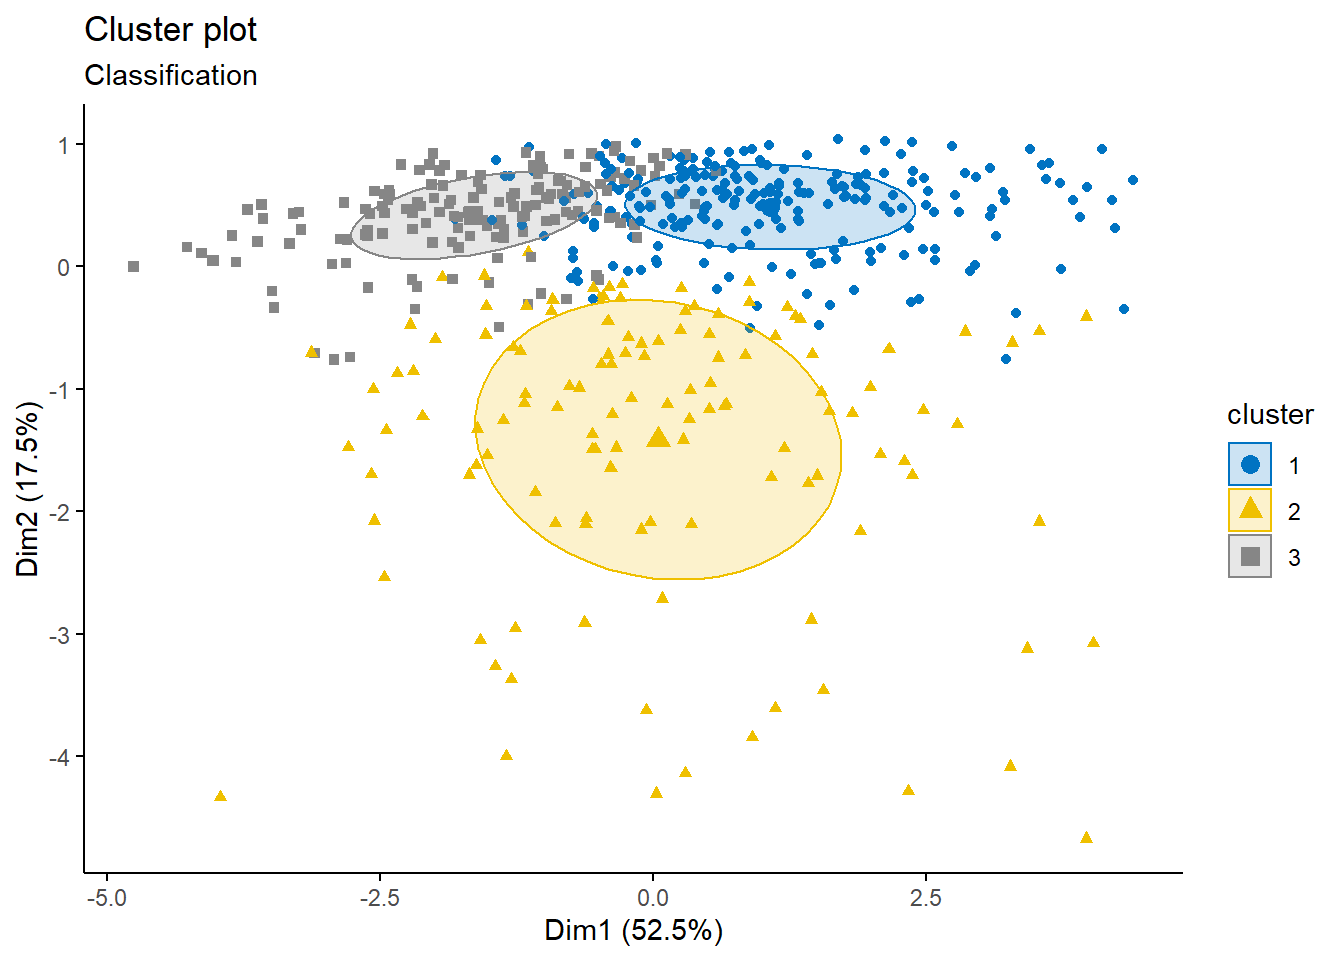 Cluster plot
Classification
1
0
-1
-2
-3
-4
Dim2 (17.5%)
-5.0
-2.5
0.0
2.5
Dim1 (52.5%)
cluster
1
2
3